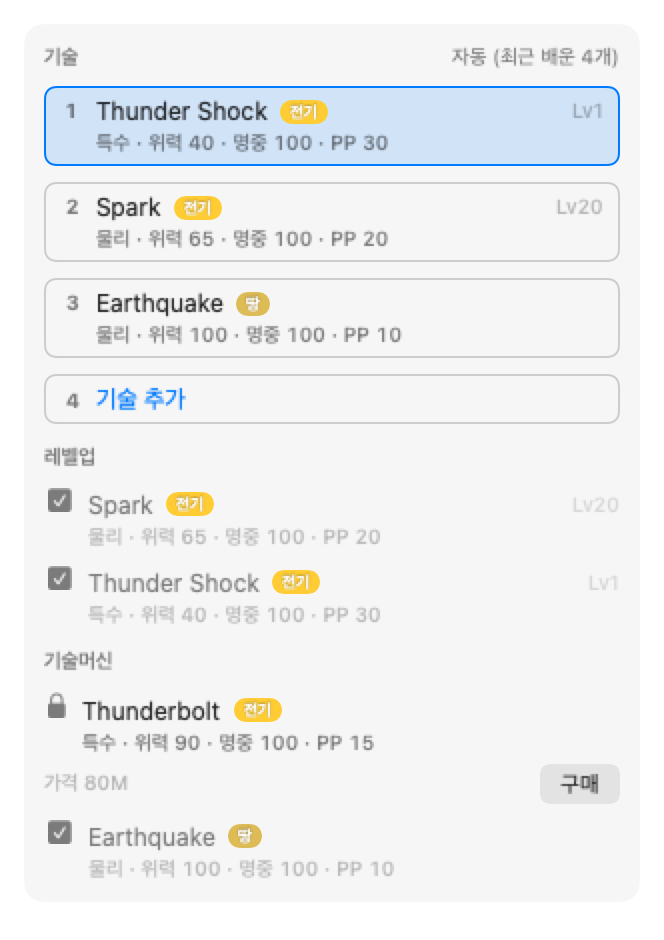 기술 자동 (최근 배운 4개)
1 Thunder Shock 전기 Lv1
특수 · 위력 40 · 명중 100 · PP 30
2 Spark 전기 Lv20
물리 · 위력 65 · 명중 100 · PP 20
3 Earthquake 땅
물리 · 위력 100 · 명중 100 · PP 10
4 기술 추가
레벨업
Spark 전기 Lv20
물리 · 위력 65 · 명중 100 · PP 20
Thunder Shock 전기 Lv1
특수 · 위력 40 · 명중 100 · PP 30
기술머신
Thunderbolt 전기
특수 · 위력 90 · 명중 100 · PP 15
가격 80M 구매
Earthquake 땅
물리 · 위력 100 · 명중 100 · PP 10